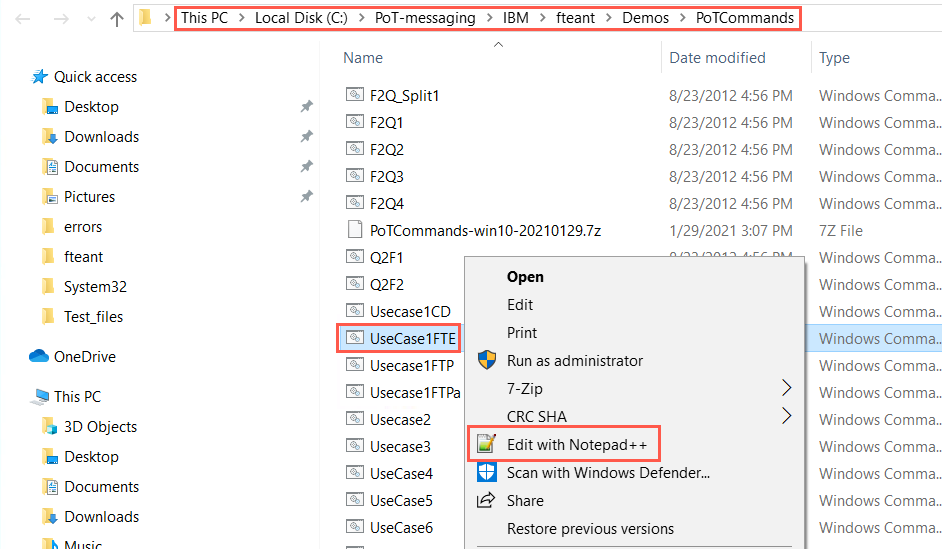 This PC > Local Disk (C:) > PoT-messaging > IBM > fteant > Demos > PoTCommands
Name Date modified Type
Quick access
Desktop
Downloads
Documents
Pictures
errors
fteant
System32
Test_files
OneDrive
This PC
3D Objects
Desktop
Documents
Downloads
Music
F2Q_Split1 8/23/2012 4:56 PM Windows Comma...
F2Q1 8/23/2012 4:56 PM Windows Comma...
F2Q2 8/23/2012 4:56 PM Windows Comma...
F2Q3 8/23/2012 4:56 PM Windows Comma...
F2Q4 8/23/2012 4:56 PM Windows Comma...
PoTCommands-win10-20210129.7z 1/29/2021 3:07 PM 7Z File
Q2F1 Windows Comma...
Q2F2 Windows Comma...
Usecase1CD Windows Comma...
UseCase1FTE Windows Comma...
UseCase1FTP Windows Comma...
Usecase1FTPa Windows Comma...
Usecase2 Windows Comma...
Usecase3 Windows Comma...
UseCase4 Windows Comma...
UseCase5 Windows Comma...
UseCase6 Windows Comma...
Open
Edit
Print
Run as administrator
7-Zip
CRC SHA
Edit with Notepad++
Scan with Windows Defender...
Share
Restore previous versions